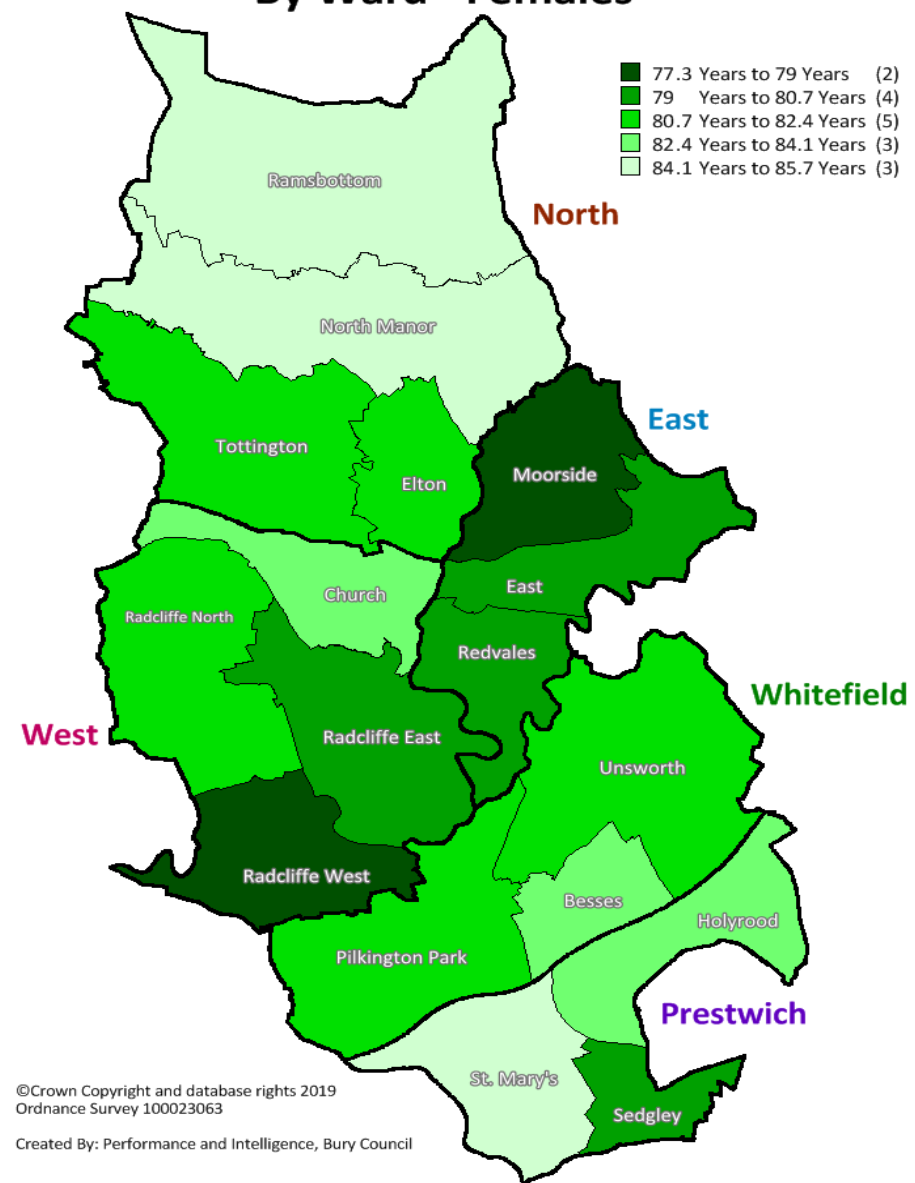 By Ward - Females
77.3 Years to 79 Years (2)
79 Years to 80.7 Years (4)
80.7 Years to 82.4 Years (5)
82.4 Years to 84.1 Years (3)
84.1 Years to 85.7 Years (3)
Ramsbottom
North
North Manor
East
Tottington
Elton
Moorside
Church
East
Radcliffe North
Redvales
Whitefield
West
Radcliffe East
Unsworth
Radcliffe West
Besses
Holyrood
Pilkington Park
Prestwich
St. Mary's
Sedgley
©Crown Copyright and database rights 2019
Ordnance Survey 100023063
Created By: Performance and Intelligence, Bury Council